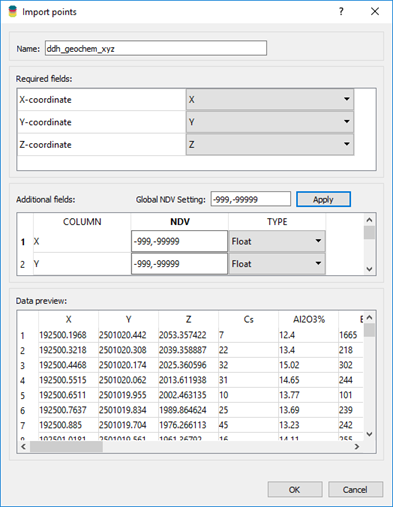 Import points
Name: ddh_geochem_xyz
Required fields:
X-coordinate X
Y-coordinate Y
Z-coordinate Z
Additional fields: Global NDV Setting: -999,-99999 Apply
COLUMN NDV TYPE
1 X -999,-99999 Float
2 Y -999,-99999 Float
Data preview:
X Y Z Cs Al2O3%
1 192500.1968 2501020.442 2053.357422 7 12.4 1665
2 192500.3218 2501020.308 2039.358887 22 13.4 218
3 192500.4468 2501020.174 2025.360596 32 15.02 302
4 192500.5515 2501020.062 2013.611938 31 14.65 244
5 192500.6511 2501019.955 2002.463135 10 13.77 101
6 192500.7637 2501019.834 1989.864624 25 13.69 239
7 192500.885 2501019.704 1976.266113 45 13.23 242
8 192501.0181 2501019.561 1961.36792 16 14.11 255
OK Cancel